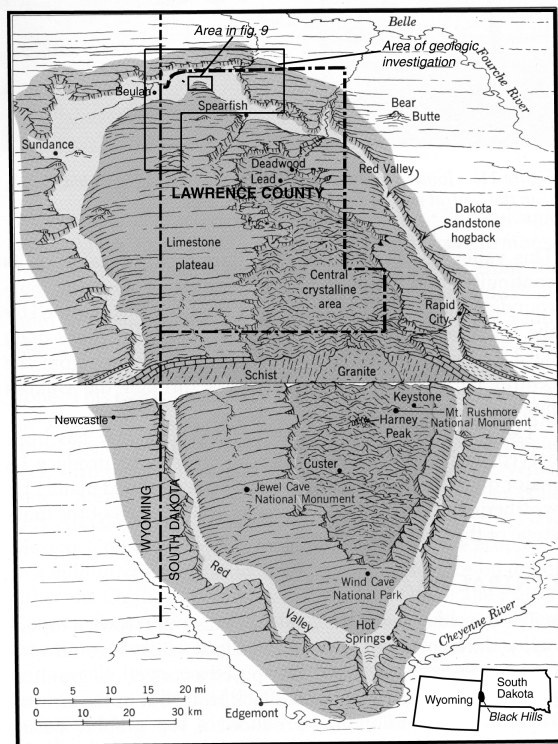 Area in fig. 9
Belle
Fourche River
Area of geologic
investigation
Beulah
Spearfish
Bear
Butte
Sundance
Deadwood
Lead
Red Valley
LAWRENCE COUNTY
Dakota
Sandstone
hogback
Limestone
plateau
Central
crystalline
area
Rapid
City
Schist
Granite
Keystone
Newcastle
Harney
Peak
Mt. Rushmore
National Monument
Custer
Jewel Cave
National Monument
WYOMING
SOUTH DAKOTA
Red
Valley
Wind Cave
National Park
Hot
Springs
Cheyenne River
0 5 10 15 20 mi
0 10 20 30 km
Edgemont
Wyoming
South
Dakota
Black Hills